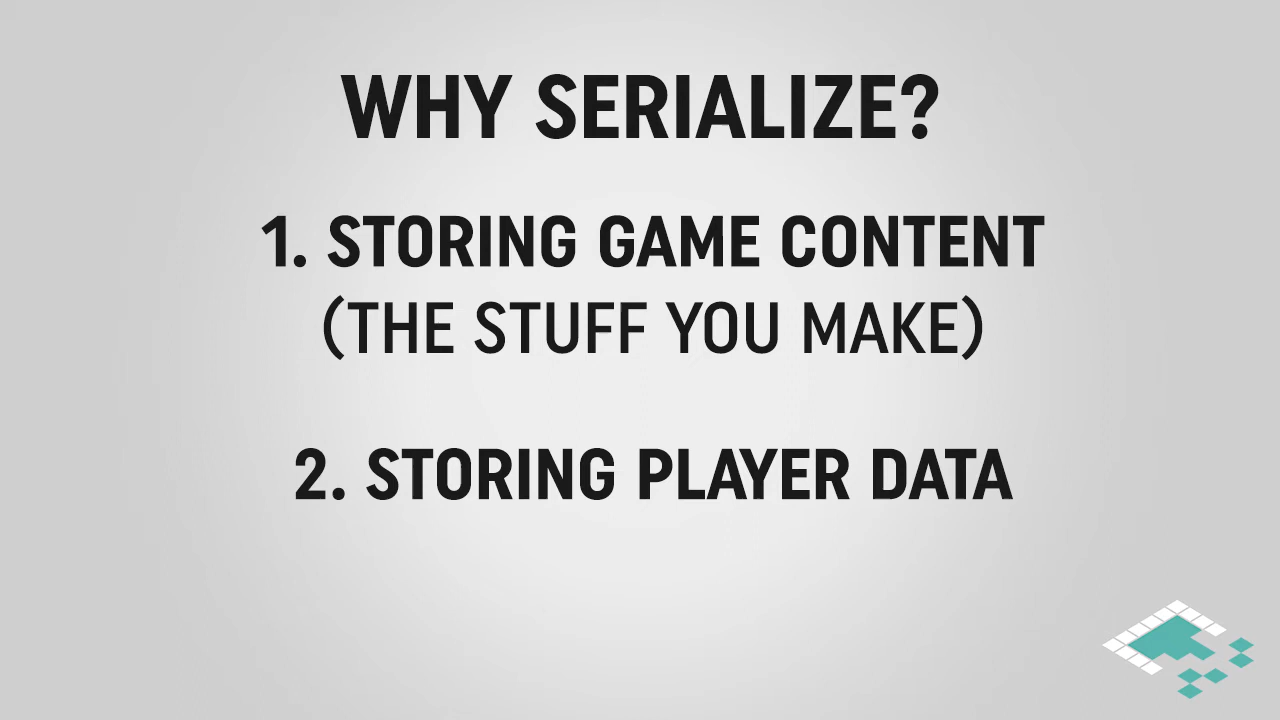 WHY SERIALIZE?
1. STORING GAME CONTENT
(THE STUFF YOU MAKE)
2. STORING PLAYER DATA